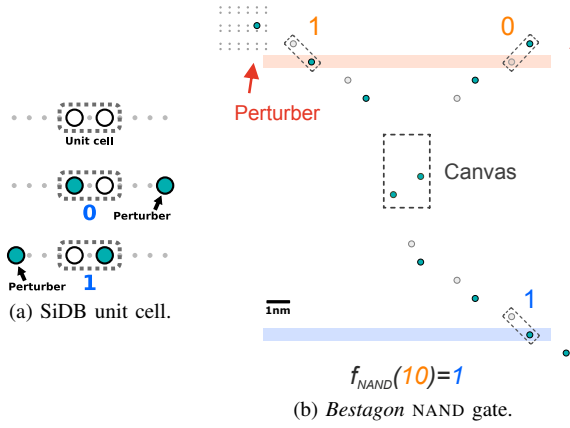 Unit cell
0
Perturber
Perturber
1
(a) SiDB unit cell.
1
0
Perturber
Canvas
1nm
1
fNAND(10)=1
(b) Bestagon NAND gate.